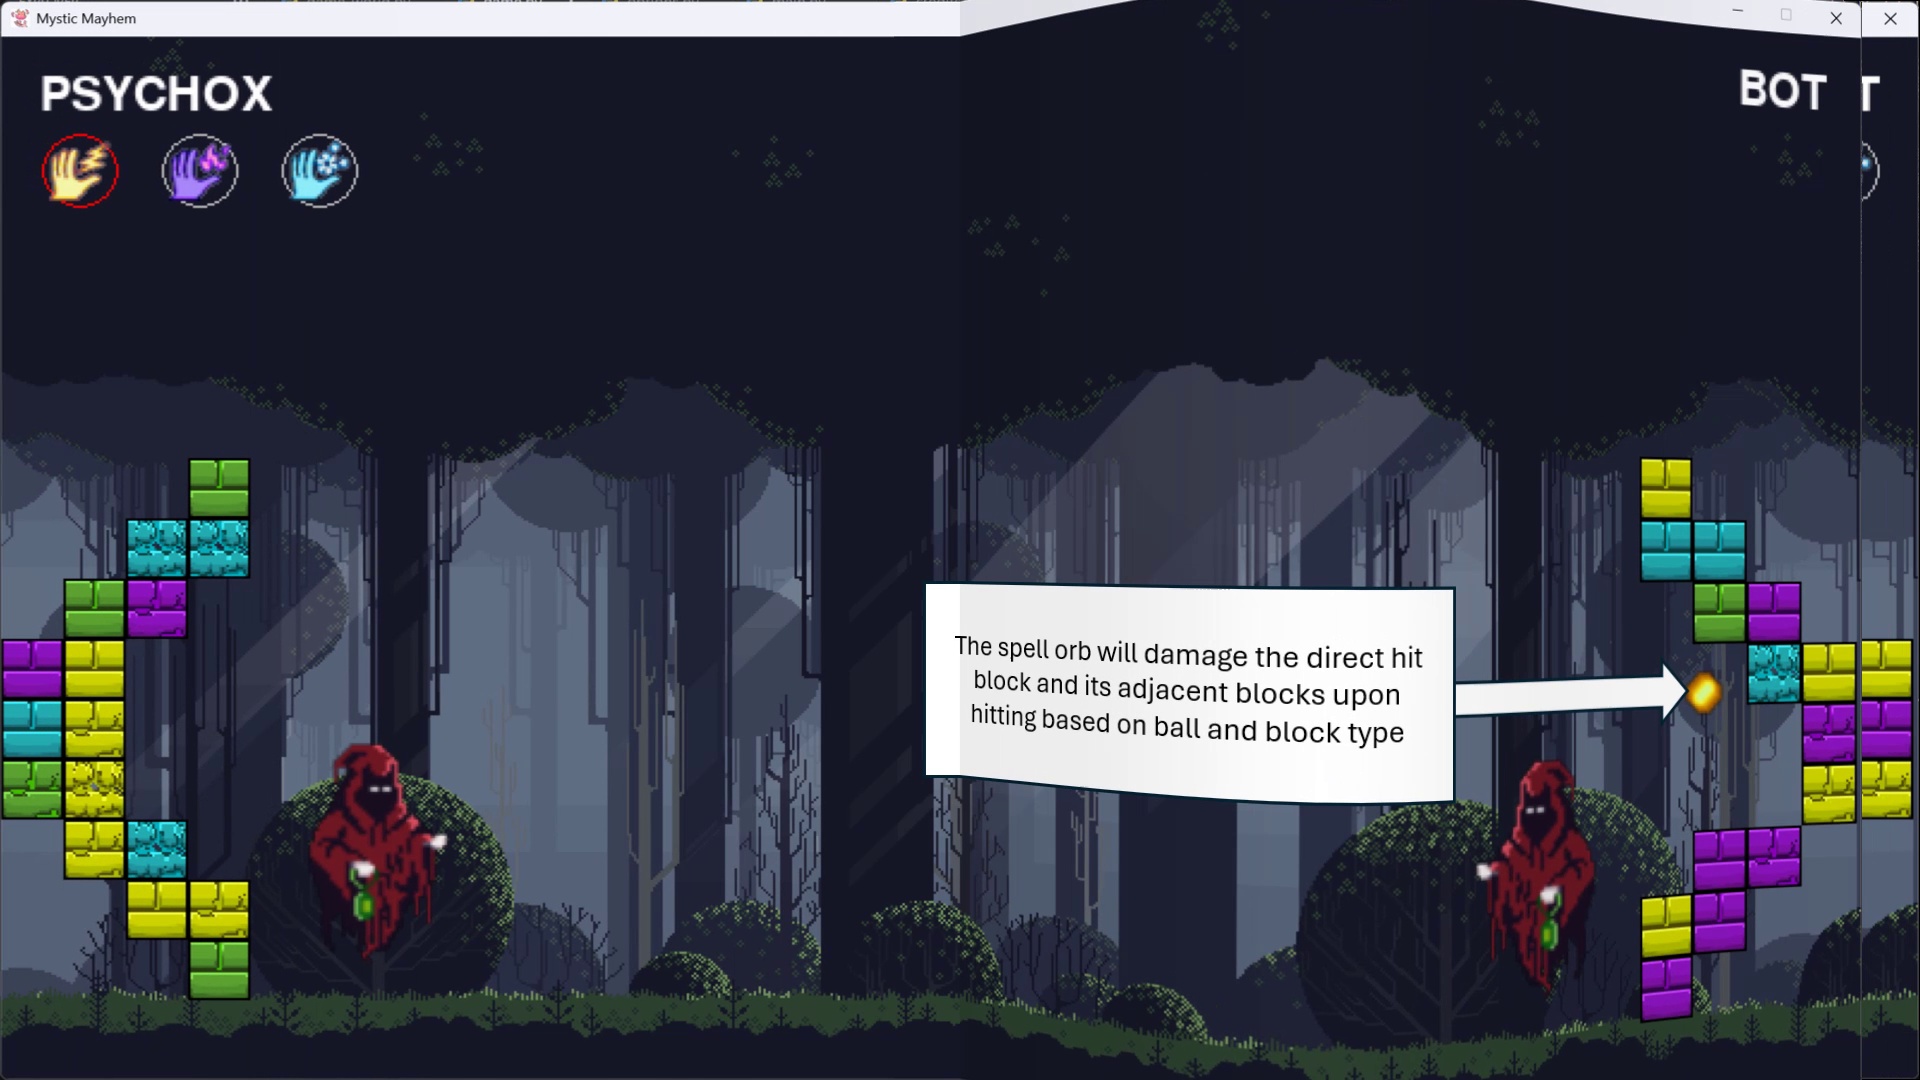 Mystic Mayhem
PSYCHOX
BOT
T
The spell orb will damage the direct hit
block and its adjacent blocks upon
hitting based on ball and block type